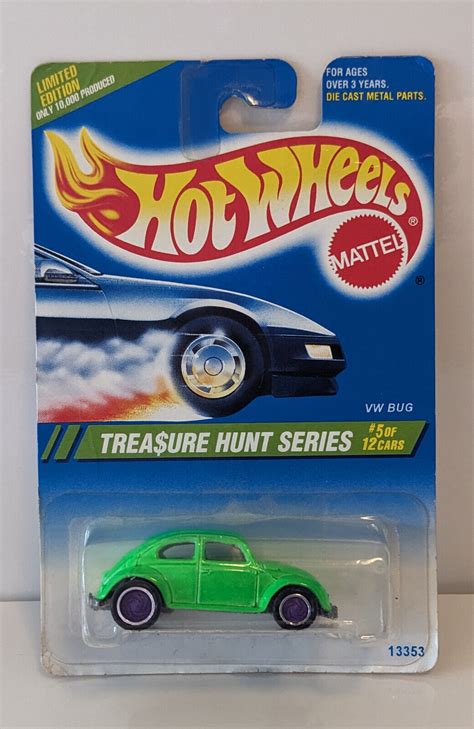 LIMITED
EDITION
ONLY 10,000 PRODUCED
FOR AGES
OVER 3 YEARS.
DIE CAST METAL PARTS.
HOT WHEELS
®
MATTEL
®
VW BUG
TREA$URE HUNT SERIES
#5 OF
12 CARS
13353